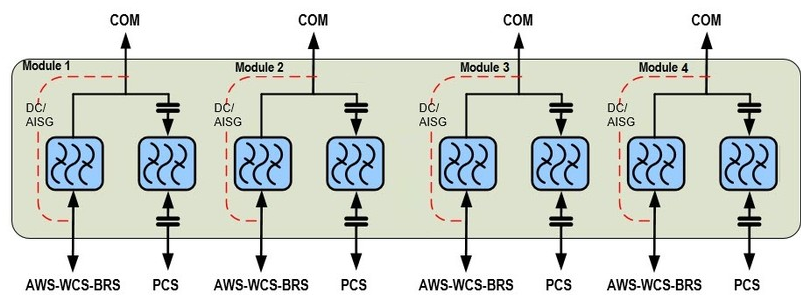 COM COM COM COM
Module 1 Module 2 Module 3 Module 4
DC/ DC/ DC/ DC/
AISG AISG AISG AISG
AWS-WCS-BRS PCS AWS-WCS-BRS PCS AWS-WCS-BRS PCS AWS-WCS-BRS PCS